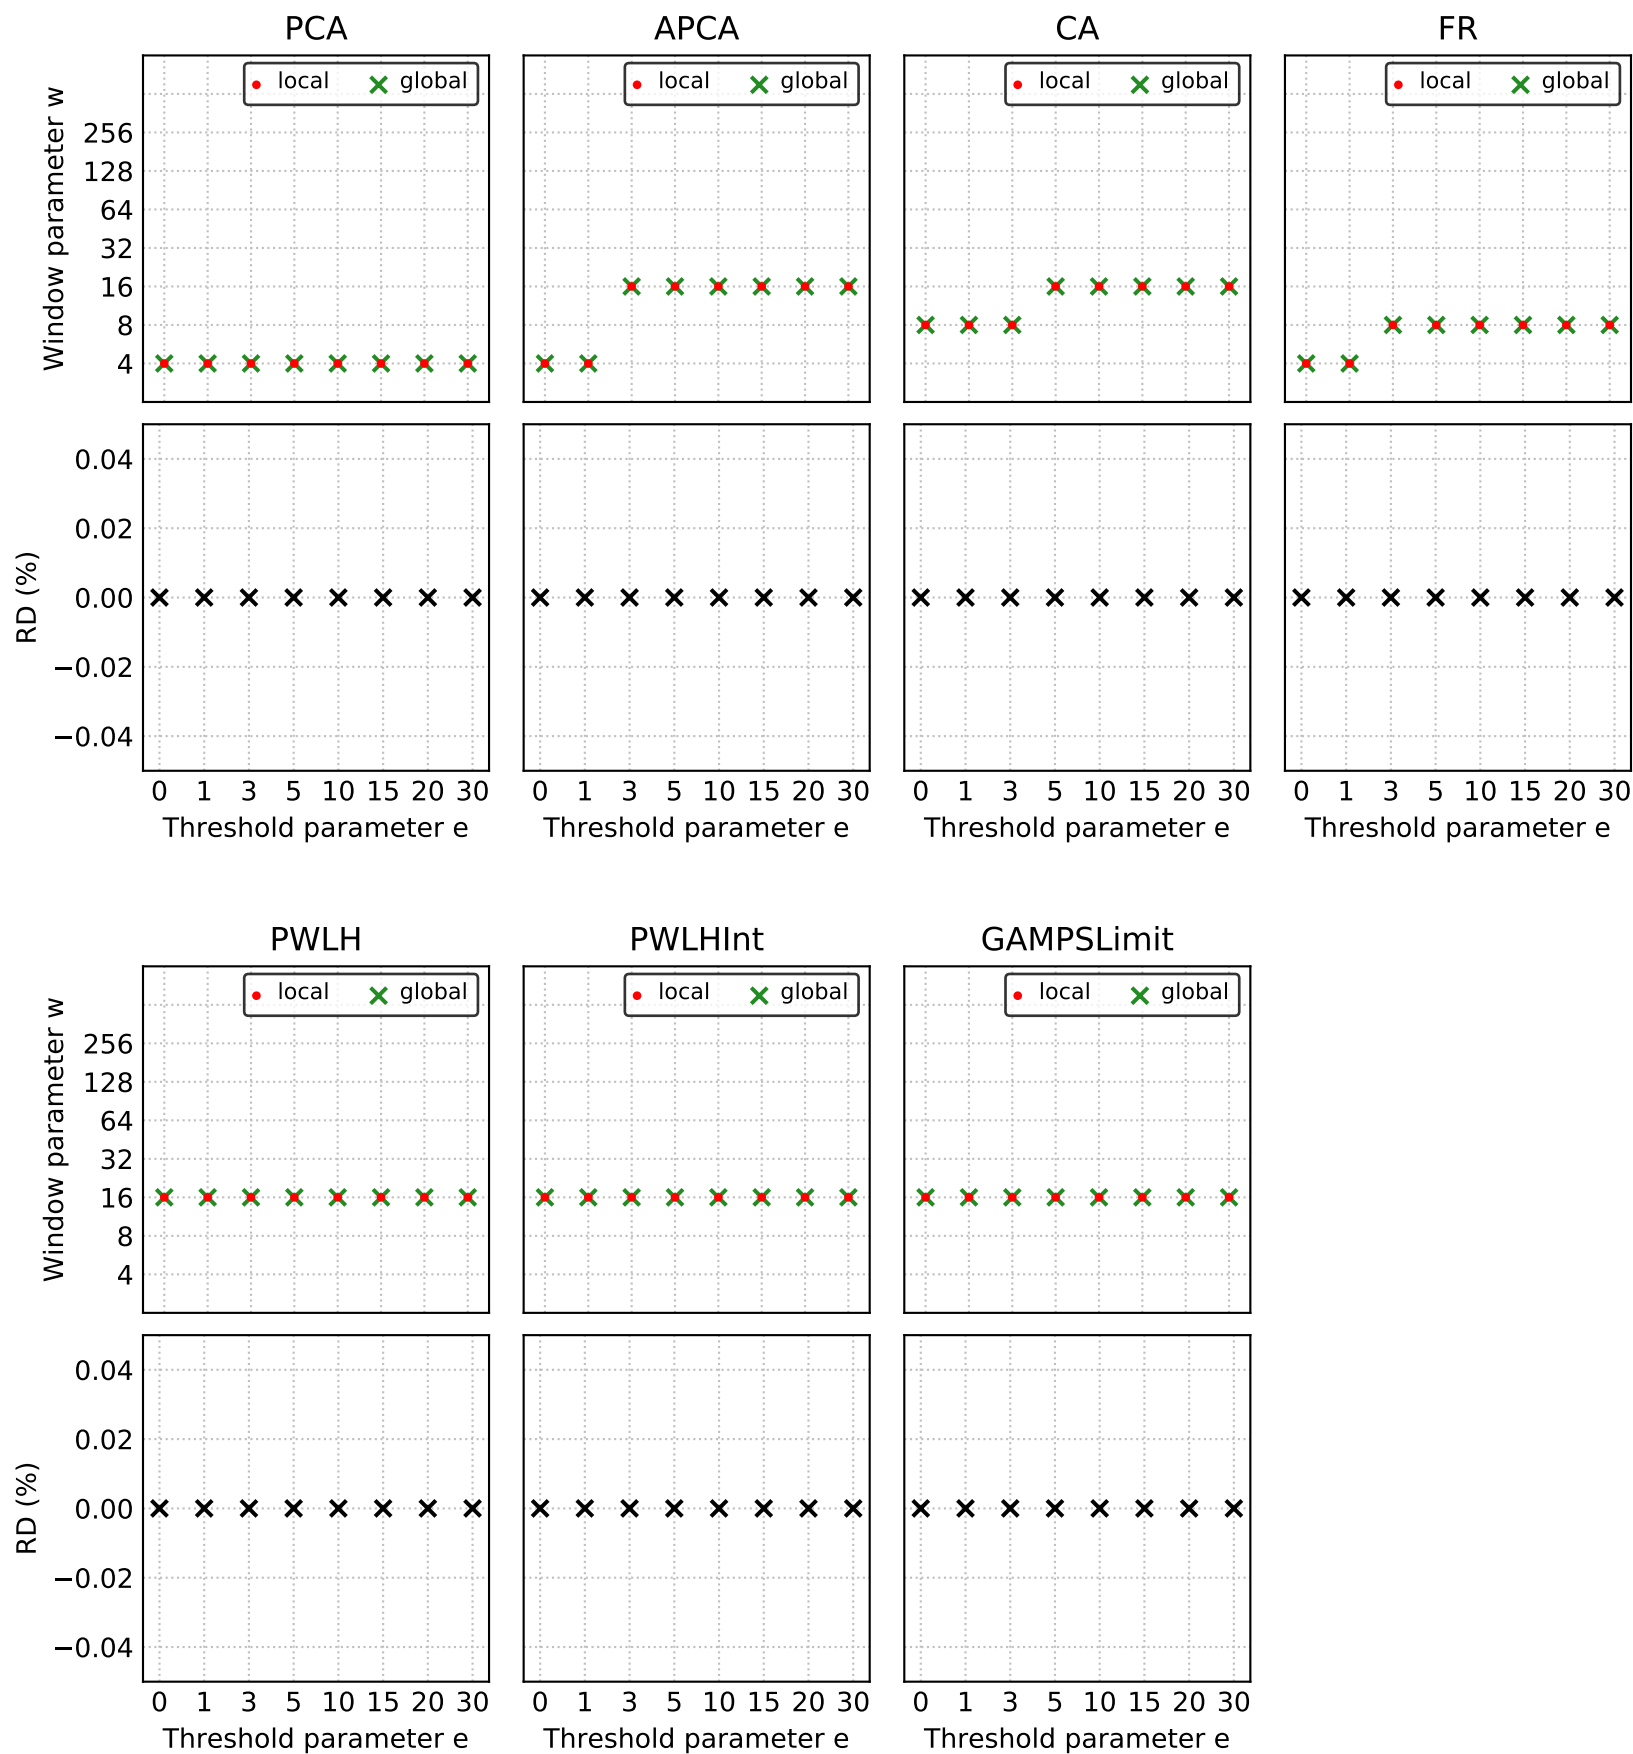 PCA APCA CA FR
local global local global local global local global
Window parameter w
256
128
64
32
16
8
4
RD (%)
0.04
0.02
0.00
−0.02
−0.04
0 1 3 5 10 15 20 30 0 1 3 5 10 15 20 30 0 1 3 5 10 15 20 30 0 1 3 5 10 15 20 30
Threshold parameter e Threshold parameter e Threshold parameter e Threshold parameter e
PWLH PWLHInt GAMPSLimit
local global local global local global
Window parameter w
256
128
64
32
16
8
4
RD (%)
0.04
0.02
0.00
−0.02
−0.04
0 1 3 5 10 15 20 30 0 1 3 5 10 15 20 30 0 1 3 5 10 15 20 30
Threshold parameter e Threshold parameter e Threshold parameter e